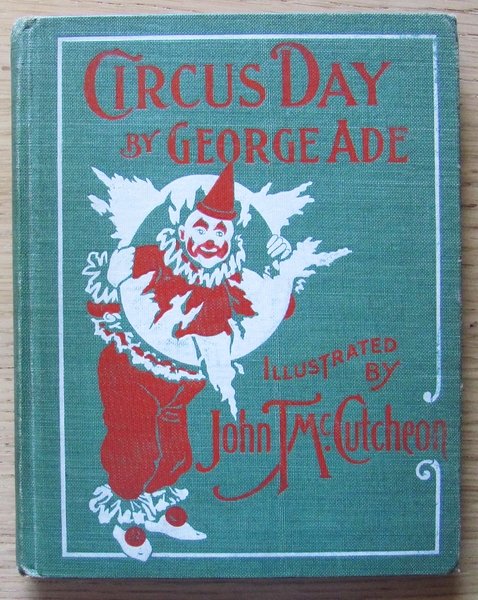 CIRCUS DAY
BY GEORGE ADE
ILLUSTRATED
BY
John T. McCutcheon